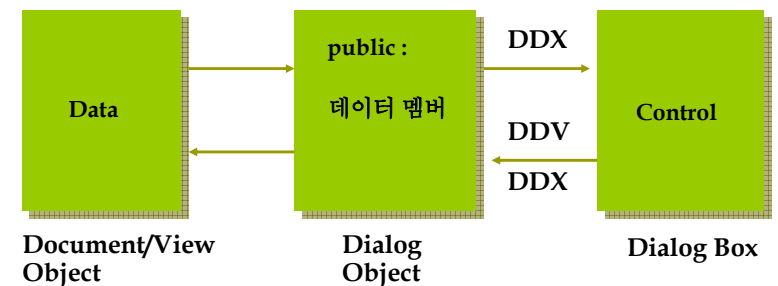 Data
public :
데이터 멤버
DDX
DDV
DDX
Control
Document/View
Object
Dialog
Object
Dialog Box